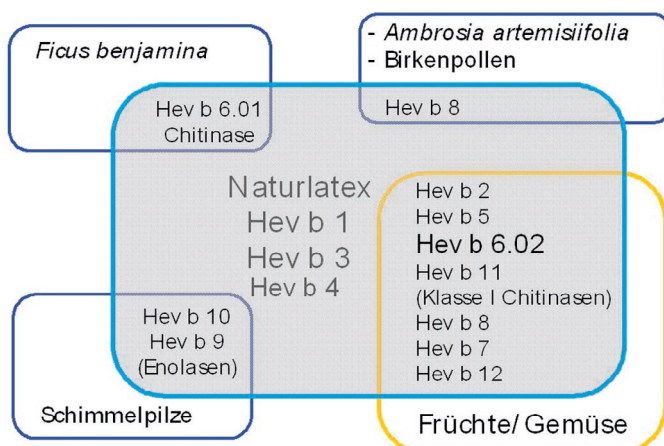 Ficus benjamina
- Ambrosia artemisiifolia
- Birkenpollen
Hev b 6.01
Chitinase
Hev b 8
Naturlatex
Hev b 1
Hev b 3
Hev b 4
Hev b 2
Hev b 5
Hev b 6.02
Hev b 11
(Klasse I Chitinasen)
Hev b 8
Hev b 7
Hev b 12
Hev b 10
Hev b 9
(Enolasen)
Schimmelpilze
Früchte/ Gemüse